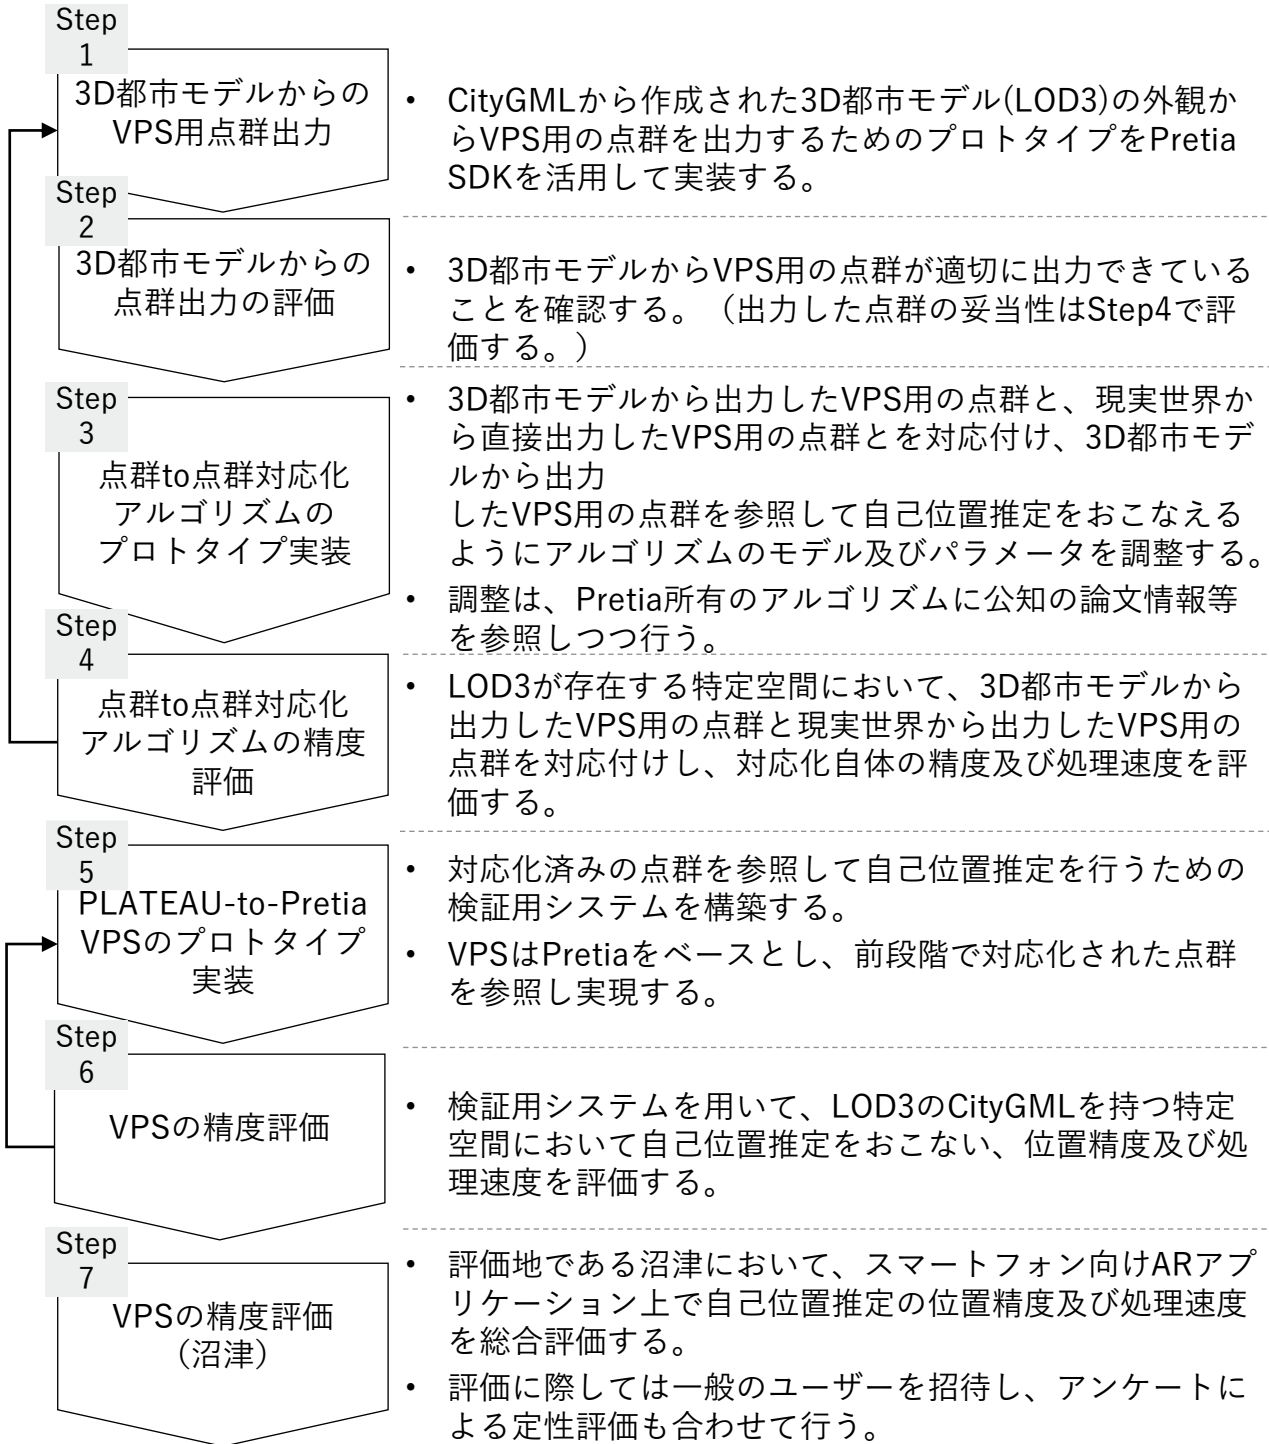 Step
1
3D都市モデルからの
VPS用点群出力
• CityGMLから作成された3D都市モデル(LOD3)の外観か
らVPS用の点群を出力するためのプロトタイプをPretia
SDKを活用して実装する。
Step
2
3D都市モデルからの
点群出力の評価
• 3D都市モデルからVPS用の点群が適切に出力できている
ことを確認する。（出力した点群の妥当性はStep4で評
価する。）
Step
3
点群to点群対応化
アルゴリズムの
プロトタイプ実装
• 3D都市モデルから出力したVPS用の点群と、現実世界か
ら直接出力したVPS用の点群とを対応付け、3D都市モデ
ルから出力
したVPS用の点群を参照して自己位置推定をおこなえる
ようにアルゴリズムのモデル及びパラメータを調整する。
• 調整は、Pretia所有のアルゴリズムに公知の論文情報等
を参照しつつ行う。
Step
4
点群to点群対応化
アルゴリズムの精度
評価
• LOD3が存在する特定空間において、3D都市モデルから
出力したVPS用の点群と現実世界から出力したVPS用の
点群を対応付けし、対応化自体の精度及び処理速度を評
価する。
Step
5
PLATEAU-to-Pretia
VPSのプロトタイプ
実装
• 対応化済みの点群を参照して自己位置推定を行うための
検証用システムを構築する。
• VPSはPretiaをベースとし、前段階で対応化された点群
を参照し実現する。
Step
6
VPSの精度評価
• 検証用システムを用いて、LOD3のCityGMLを持つ特定
空間において自己位置推定をおこない、位置精度及び処
理速度を評価する。
Step
7
VPSの精度評価
（沼津）
• 評価地である沼津において、スマートフォン向けARアプ
リケーション上で自己位置推定の位置精度及び処理速度
を総合評価する。
• 評価に際しては一般のユーザーを招待し、アンケートに
よる定性評価も合わせて行う。